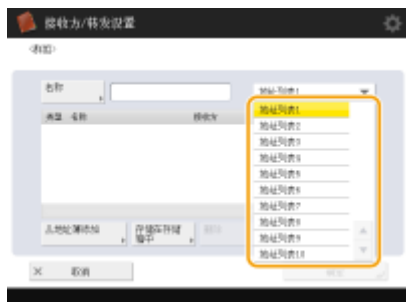 接收方/转发设置
<群组>
名称
地址列表1
类型 名称 接收方
地址列表1
地址列表2
地址列表3
地址列表4
地址列表5
地址列表6
地址列表7
地址列表8
地址列表9
地址列表10
从地址簿添加
存储在存储箱中
删除
× 取消
确定